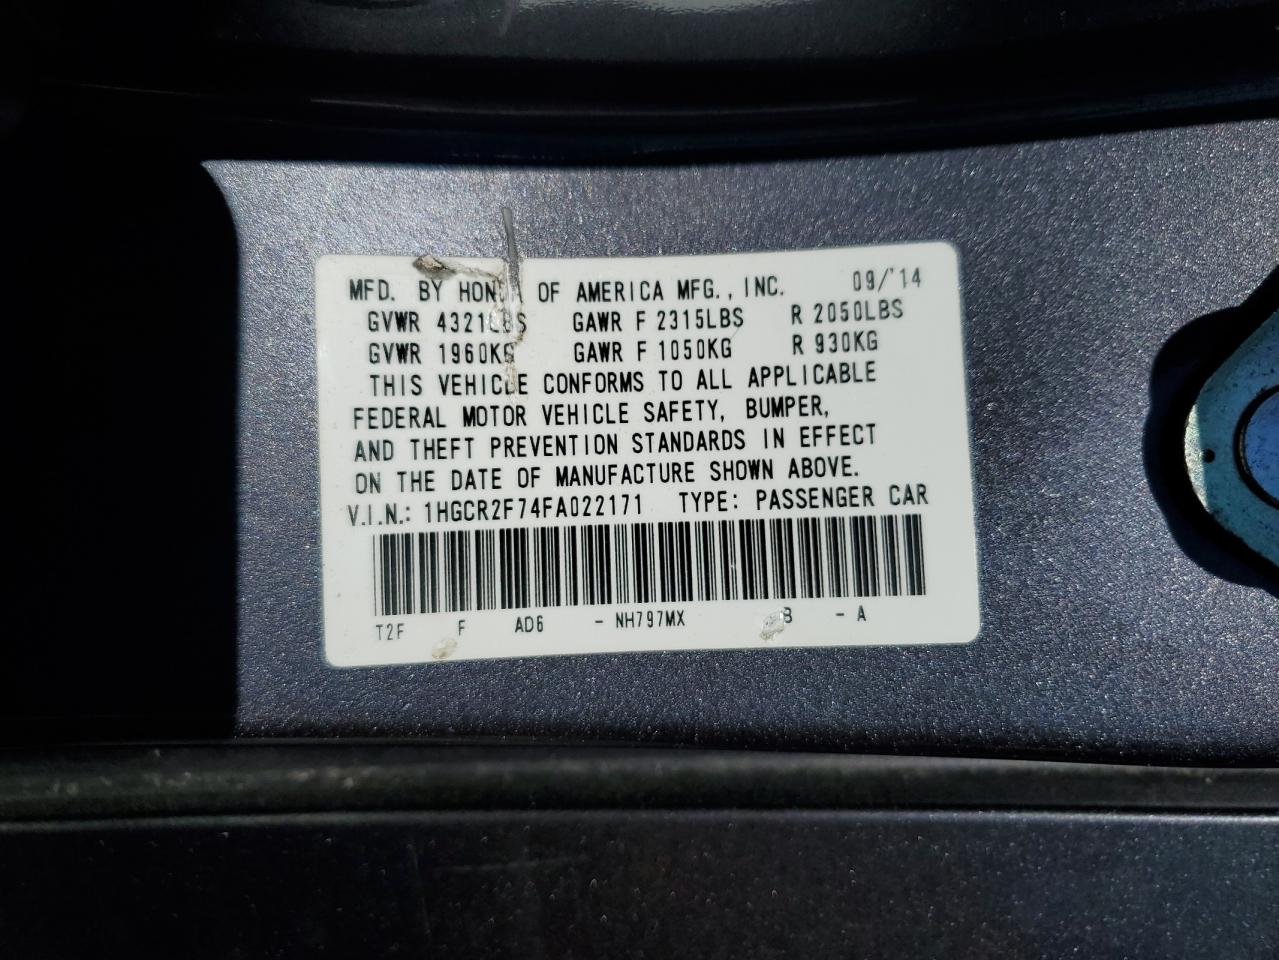 MFD. BY HONDA OF AMERICA MFG., INC. 09/'14
GVWR 4321LBS GAWR F 2315LBS R 2050LBS
GVWR 1960KG GAWR F 1050KG R 930KG
THIS VEHICLE CONFORMS TO ALL APPLICABLE
FEDERAL MOTOR VEHICLE SAFETY, BUMPER,
AND THEFT PREVENTION STANDARDS IN EFFECT
ON THE DATE OF MANUFACTURE SHOWN ABOVE.
V.I.N.: 1HGCR2F74FA022171 TYPE: PASSENGER CAR
T2F F AD6 - NH797MX B - A